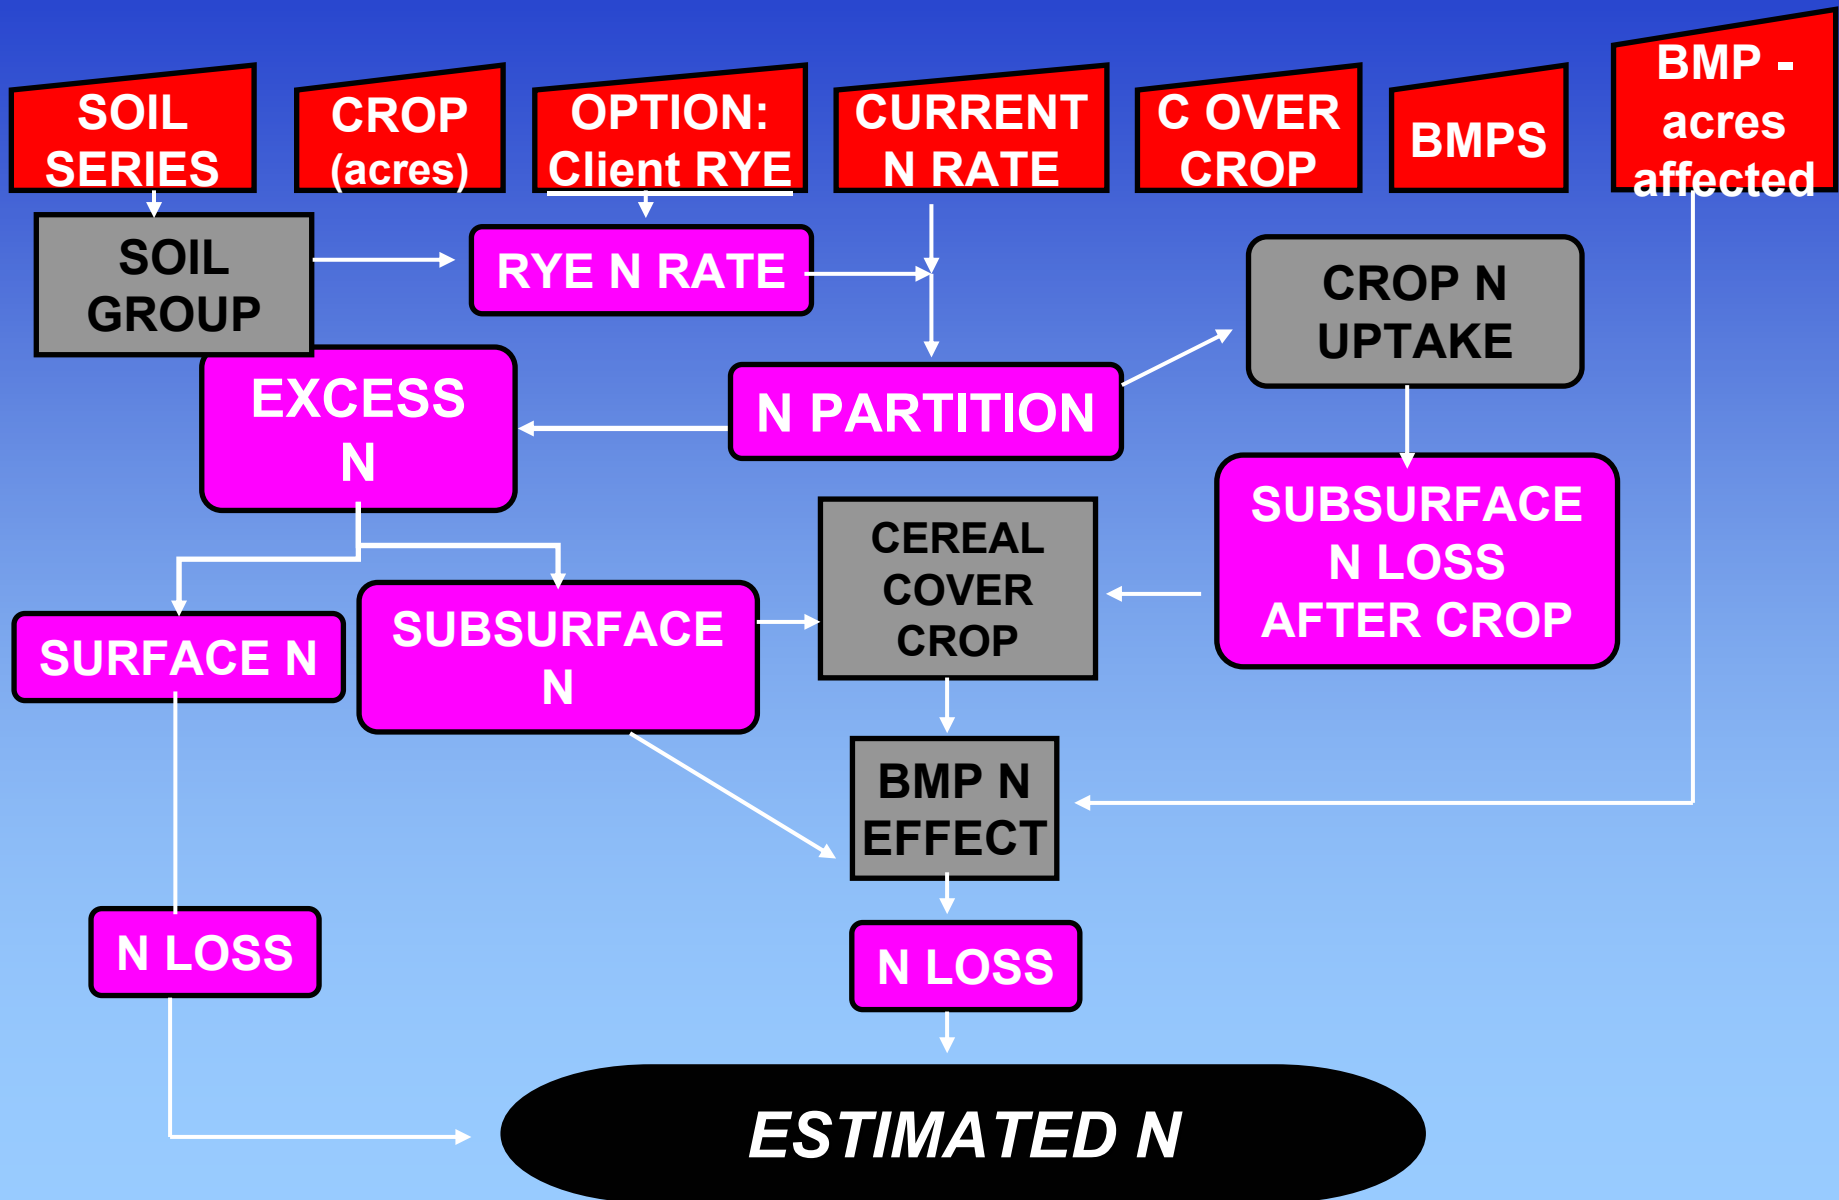 SOIL
SERIES
CROP
(acres)
OPTION:
Client RYE
CURRENT
N RATE
C OVER
CROP
BMPS
BMP -
acres
affected
SOIL
GROUP
RYE N RATE
CROP N
UPTAKE
EXCESS
N
N PARTITION
SUBSURFACE
N LOSS
AFTER CROP
CEREAL
COVER
CROP
SURFACE N
SUBSURFACE
N
BMP N
EFFECT
N LOSS
N LOSS
ESTIMATED N